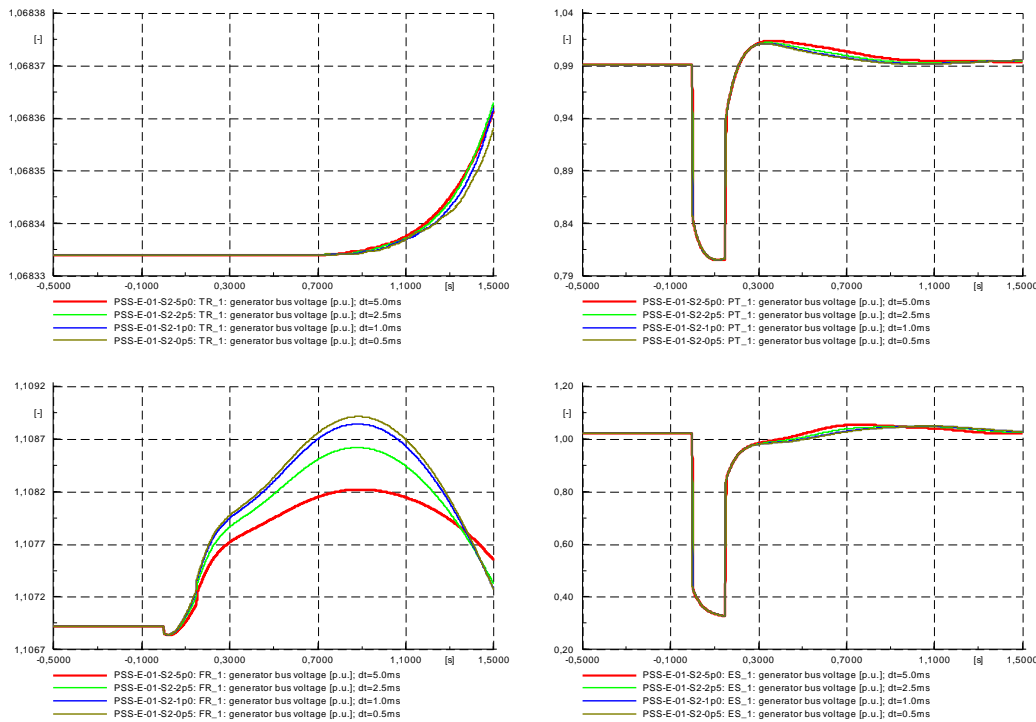 1,06838
[-]
1,06837
1,06836
1,06835
1,06834
1,06833
-0,5000 -0,1000 0,3000 0,7000 1,1000 [s] 1,5000
PSS-E-01-S2-5p0: TR_1: generator bus voltage [p.u.]; dt=5.0ms
PSS-E-01-S2-2p5: TR_1: generator bus voltage [p.u.]; dt=2.5ms
PSS-E-01-S2-1p0: TR_1: generator bus voltage [p.u.]; dt=1.0ms
PSS-E-01-S2-0p5: TR_1: generator bus voltage [p.u.]; dt=0.5ms
1,04
[-]
0,99
0,94
0,89
0,84
0,79
-0,5000 -0,1000 0,3000 0,7000 1,1000 [s] 1,5000
PSS-E-01-S2-5p0: PT_1: generator bus voltage [p.u.]; dt=5.0ms
PSS-E-01-S2-2p5: PT_1: generator bus voltage [p.u.]; dt=2.5ms
PSS-E-01-S2-1p0: PT_1: generator bus voltage [p.u.]; dt=1.0ms
PSS-E-01-S2-0p5: PT_1: generator bus voltage [p.u.]; dt=0.5ms
1,1092
[-]
1,1087
1,1082
1,1077
1,1072
1,1067
-0,5000 -0,1000 0,3000 0,7000 1,1000 [s] 1,5000
PSS-E-01-S2-5p0: FR_1: generator bus voltage [p.u.]; dt=5.0ms
PSS-E-01-S2-2p5: FR_1: generator bus voltage [p.u.]; dt=2.5ms
PSS-E-01-S2-1p0: FR_1: generator bus voltage [p.u.]; dt=1.0ms
PSS-E-01-S2-0p5: FR_1: generator bus voltage [p.u.]; dt=0.5ms
1,20
[-]
1,00
0,80
0,60
0,40
0,20
-0,5000 -0,1000 0,3000 0,7000 1,1000 [s] 1,5000
PSS-E-01-S2-5p0: ES_1: generator bus voltage [p.u.]; dt=5.0ms
PSS-E-01-S2-2p5: ES_1: generator bus voltage [p.u.]; dt=2.5ms
PSS-E-01-S2-1p0: ES_1: generator bus voltage [p.u.]; dt=1.0ms
PSS-E-01-S2-0p5: ES_1: generator bus voltage [p.u.]; dt=0.5ms